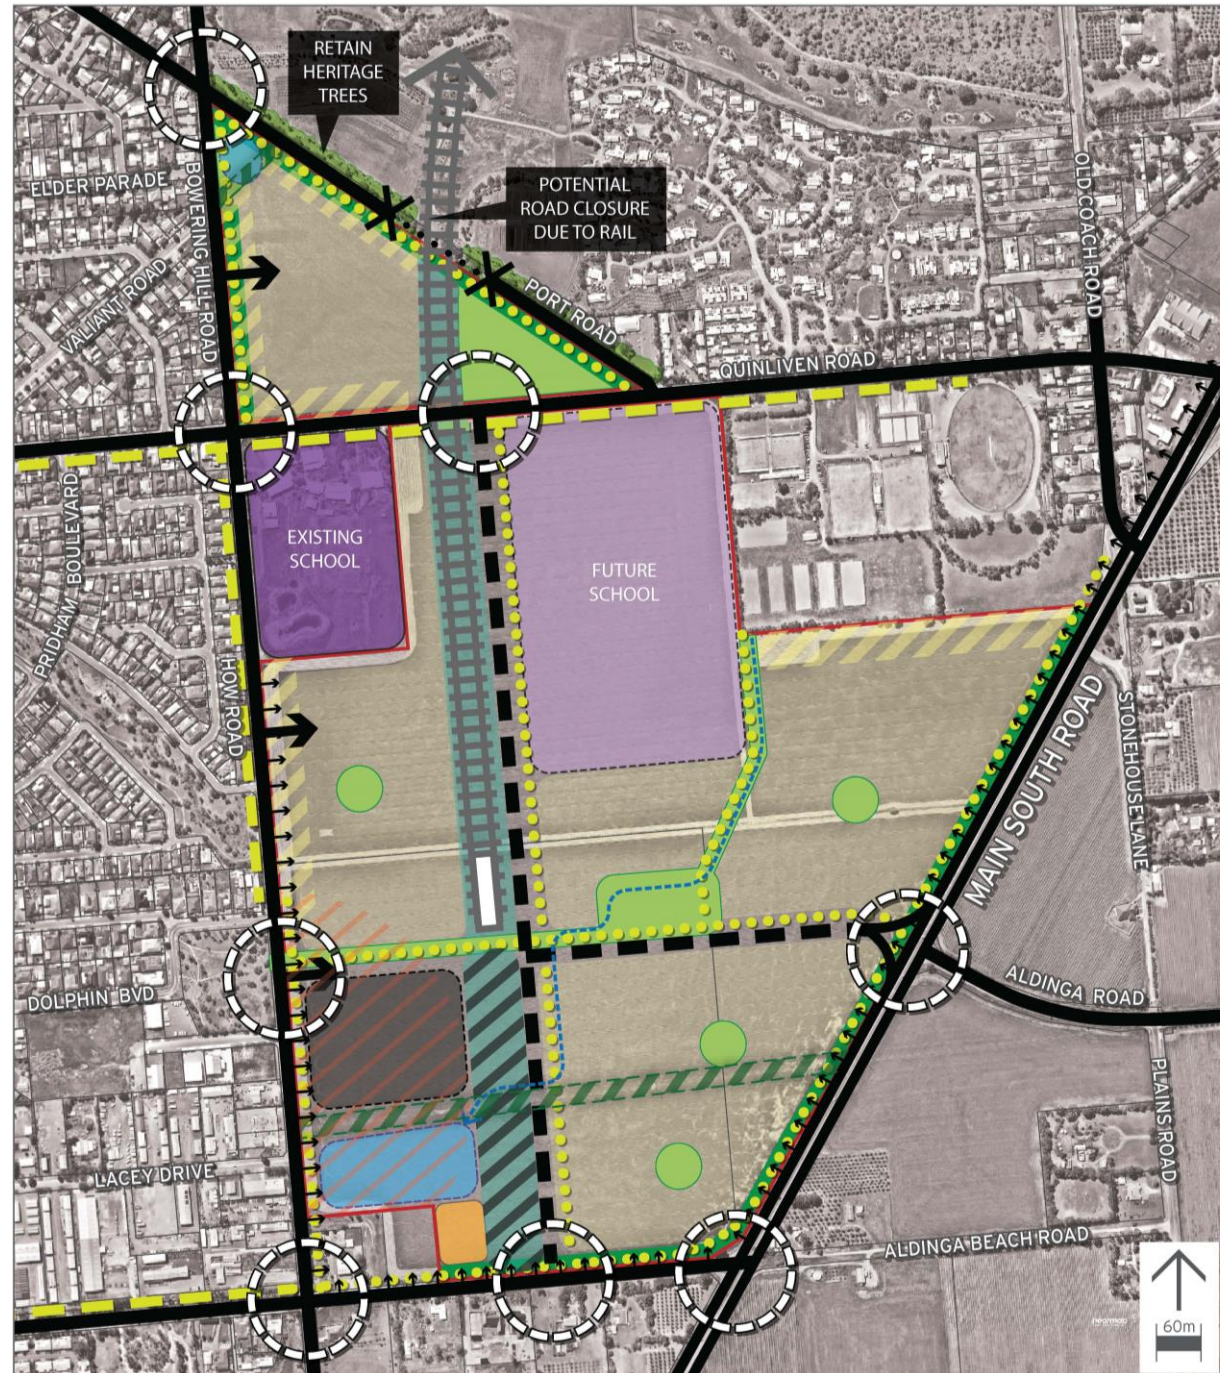 RETAIN
HERITAGE
TREES
ELDER PARADE
BOWERING HILL ROAD
POTENTIAL
ROAD CLOSURE
DUE TO RAIL
OLD COACH ROAD
VALIANT ROAD
PORT ROAD
QUINLIVEN ROAD
PRIDHAM BOULEVARD
EXISTING
SCHOOL
FUTURE
SCHOOL
HOW ROAD
MAIN SOUTH ROAD
STONEHOUSE LANE
DOLPHIN BVD
ALDINGA ROAD
PLAINS ROAD
LACEY DRIVE
ALDINGA BEACH ROAD
nearmap
60m